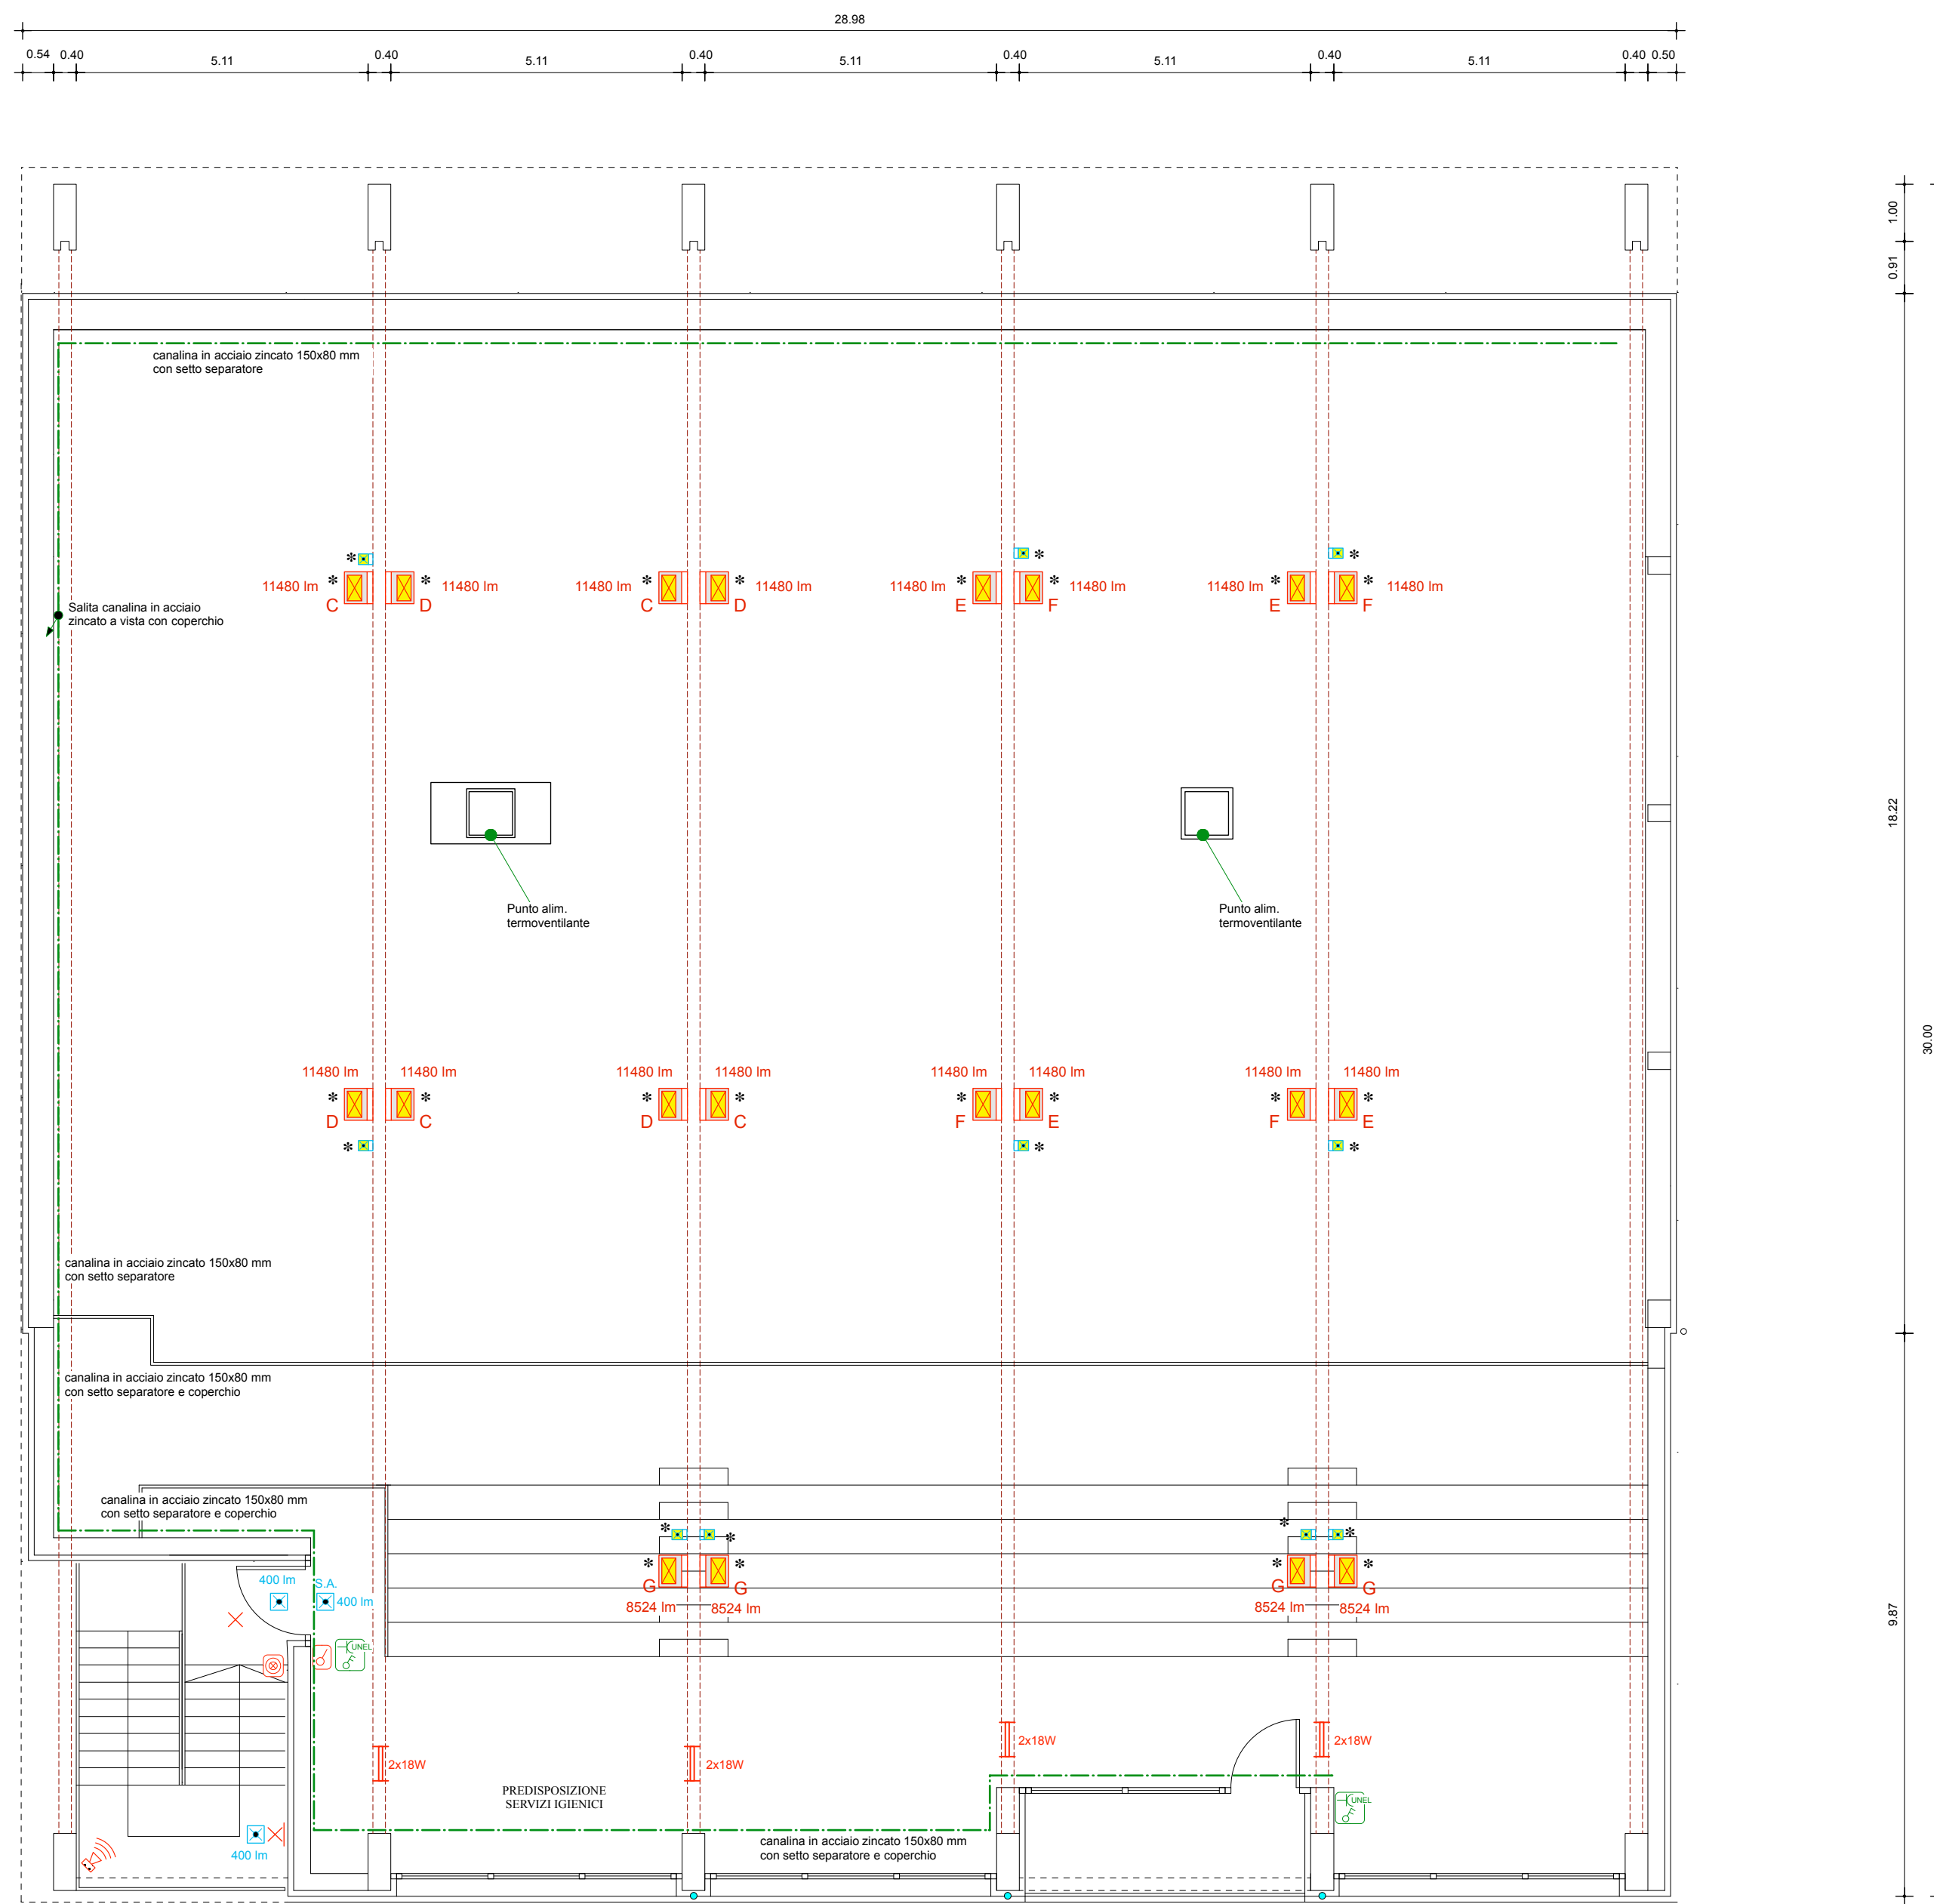 28.98
0.54 0.40 5.11 0.40 5.11 0.40 5.11 0.40 5.11 0.40 5.11 0.40 0.50
1.00
0.91
canalina in acciaio zincato 150x80 mm
con setto separatore
* * * *
11480 lm * * 11480 lm 11480 lm * * 11480 lm 11480 lm * * 11480 lm 11480 lm * * 11480 lm
C D C D E F E F
Salita canalina in acciaio
zincato a vista con coperchio
18.22
Punto alim.
termoventilante
Punto alim.
termoventilante
30.00
11480 lm 11480 lm 11480 lm 11480 lm 11480 lm 11480 lm 11480 lm 11480 lm
* * * * * * * *
D C D C F E F E
* * *
canalina in acciaio zincato 150x80 mm
con setto separatore
canalina in acciaio zincato 150x80 mm
con setto separatore e coperchio
canalina in acciaio zincato 150x80 mm
con setto separatore e coperchio
* * * *
* * * *
G G G G
400 lm S.A.
400 lm
8524 lm 8524 lm 8524 lm 8524 lm
9.87
UNEL
2x18W 2x18W
2x18W 2x18W
PREDISPOSIZIONE
SERVIZI IGIENICI
UNEL
canalina in acciaio zincato 150x80 mm
con setto separatore e coperchio
400 lm